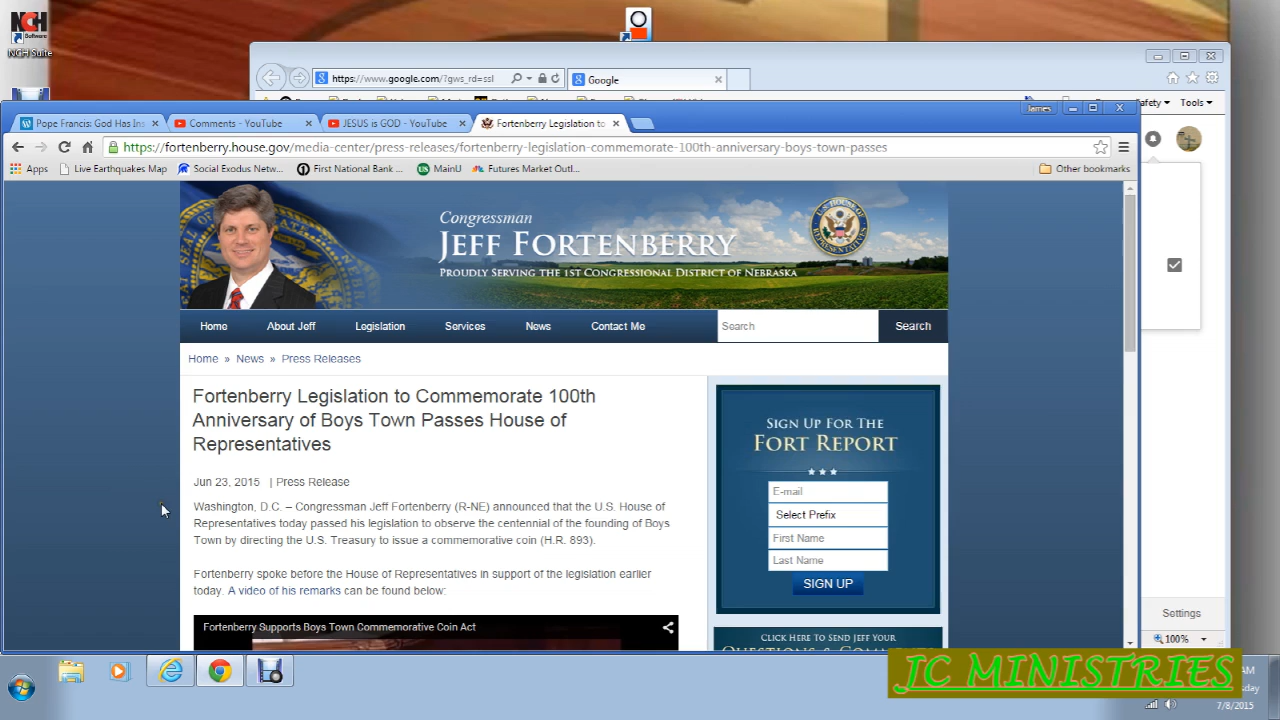 NCH
Software
NCH Suite
https://www.google.com/?gws_rd=ssl
Google
Safety
Tools
James
Pope Francis: God Has Ins
Comments - YouTube
JESUS is GOD - YouTube
Fortenberry Legislation to
https://fortenberry.house.gov/media-center/press-releases/fortenberry-legislation-commemorate-100th-anniversary-boys-town-passes
Apps
Live Earthquakes Map
Social Exodus Netw...
First National Bank ...
MainU
Futures Market Outl...
Other bookmarks
Congressman
Jeff Fortenberry
Proudly Serving the 1st Congressional District of Nebraska
Home
About Jeff
Legislation
Services
News
Contact Me
Search
Search
Home » News » Press Releases
Fortenberry Legislation to Commemorate 100th
Anniversary of Boys Town Passes House of
Representatives
Jun 23, 2015 | Press Release
Washington, D.C. – Congressman Jeff Fortenberry (R-NE) announced that the U.S. House of
Representatives today passed his legislation to observe the centennial of the founding of Boys
Town by directing the U.S. Treasury to issue a commemorative coin (H.R. 893).
Fortenberry spoke before the House of Representatives in support of the legislation earlier
today. A video of his remarks can be found below:
Fortenberry Supports Boys Town Commemorative Coin Act
Sign Up For The
Fort Report
E-mail
Select Prefix
First Name
Last Name
SIGN UP
Click Here to Send Jeff Your
Questions & Comments
Settings
100%
JC MINISTRIES
AM
7/8/2015